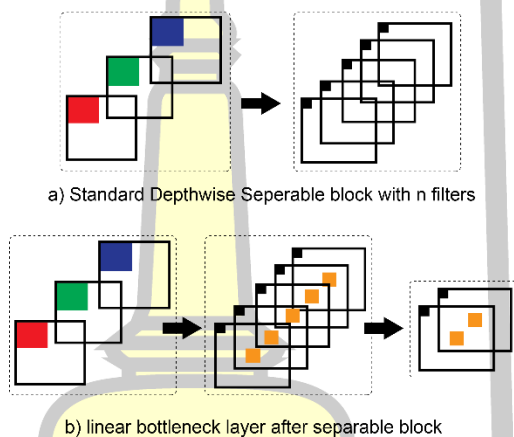 a) Standard Depthwise Seperable block with n filters
b) linear bottleneck layer after separable block